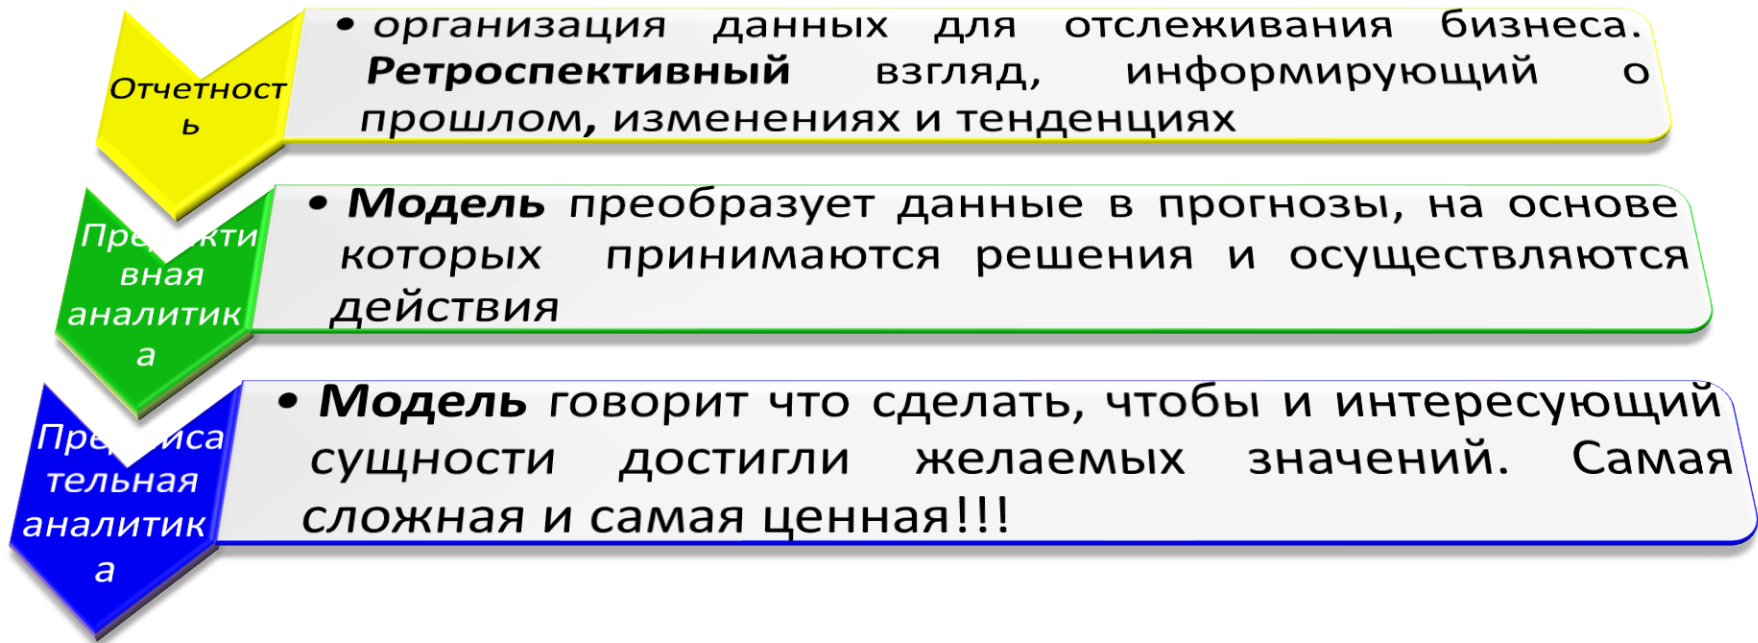 Отчетност
ь
• организация данных для отслеживания бизнеса.
Ретроспективный взгляд, информирующий о
прошлом, изменениях и тенденциях
Предикти
вная
аналитик
а
• Модель преобразует данные в прогнозы, на основе
которых принимаются решения и осуществляются
действия
Предписа
тельная
аналитик
а
• Модель говорит что сделать, чтобы и интересующий
сущности достигли желаемых значений. Самая
сложная и самая ценная!!!